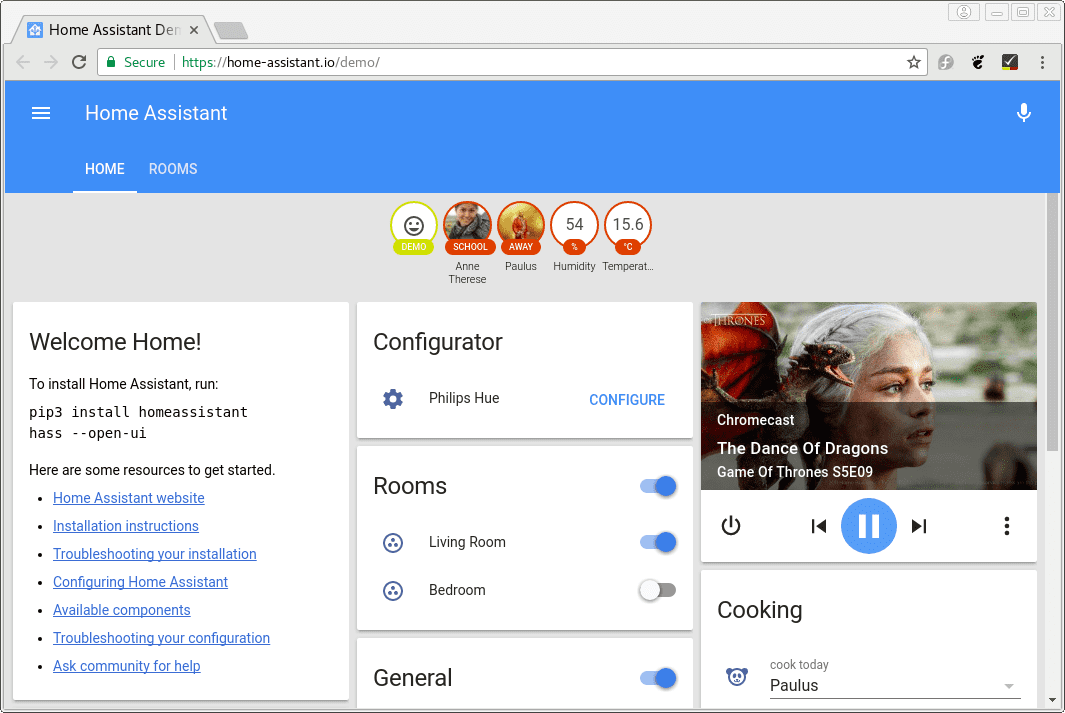 Home Assistant Den
Secure
https://home-assistant.io/demo/
Home Assistant
HOME
ROOMS
DEMO
SCHOOL
Anne
Therese
AWAY
Paulus
54
%
Humidity
15.6
°C
Temperat...
Welcome Home!
To install Home Assistant, run:
pip3 install homeassistant
hass --open-ui
Here are some resources to get started.
• Home Assistant website
• Installation instructions
• Troubleshooting your installation
• Configuring Home Assistant
• Available components
• Troubleshooting your configuration
• Ask community for help
Configurator
Philips Hue
CONFIGURE
Rooms
Living Room
Bedroom
General
THRONES
Chromecast
The Dance Of Dragons
Game Of Thrones S5E09
Cooking
cook today
Paulus